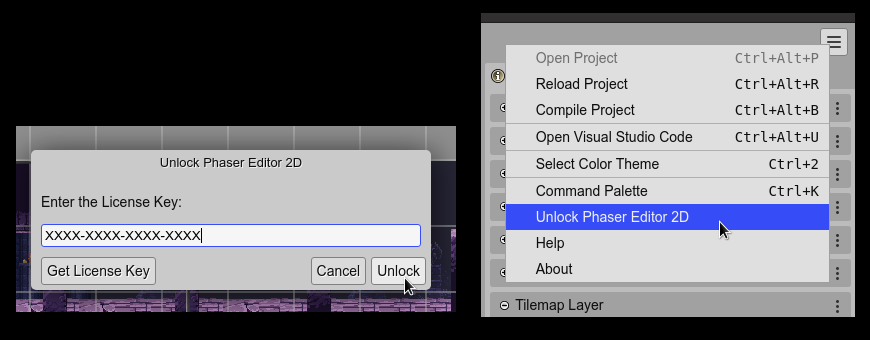 Unlock Phaser Editor 2D
Enter the License Key:
XXXX-XXXX-XXXX-XXXX
Get License Key Cancel Unlock
Open Project Ctrl+Alt+P
Reload Project Ctrl+Alt+R
Compile Project Ctrl+Alt+B
Open Visual Studio Code Ctrl+Alt+U
Select Color Theme Ctrl+2
Command Palette Ctrl+K
Unlock Phaser Editor 2D
Help
About
Tilemap Layer